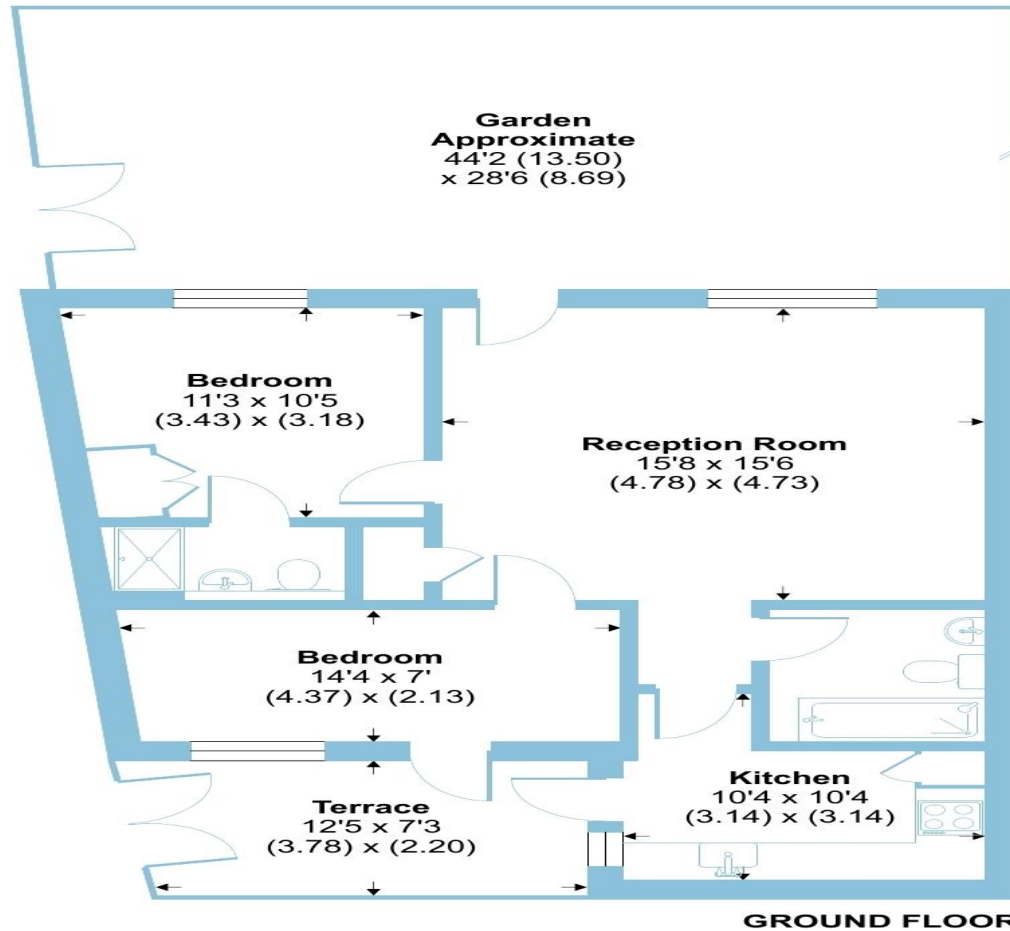 Garden
Approximate
44'2 (13.50)
x 28'6 (8.69)
Bedroom
11'3 x 10'5
(3.43) x (3.18)
Reception Room
15'8 x 15'6
(4.78) x (4.73)
Bedroom
14'4 x 7'
(4.37) x (2.13)
Terrace
12'5 x 7'3
(3.78) x (2.20)
Kitchen
10'4 x 10'4
(3.14) x (3.14)
GROUND FLOOR